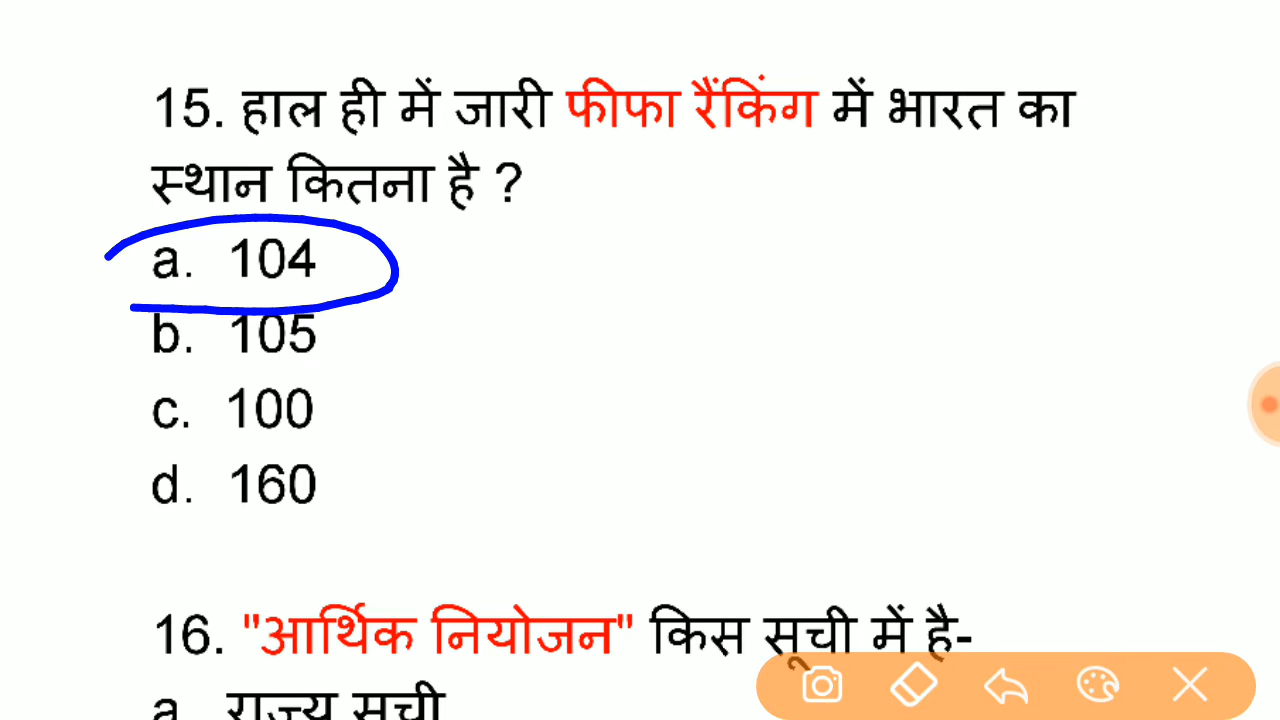 15. हाल ही में जारी फीफा रैंकिंग में भारत का
स्थान कितना है ?
a. 104
b. 105
c. 100
d. 160
16. "आर्थिक नियोजन" किस सूची में है-
a. राज्य सूची